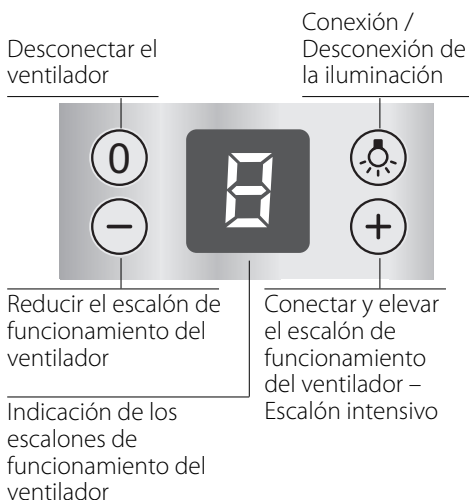 Desconectar el
ventilador
Conexión /
Desconexión de
la iluminación
0
8
–
+
Reducir el escalón de
funcionamiento del
ventilador
Conectar y elevar
el escalón de
funcionamiento
del ventilador –
Escalón intensivo
Indicación de los
escalones de
funcionamiento del
ventilador